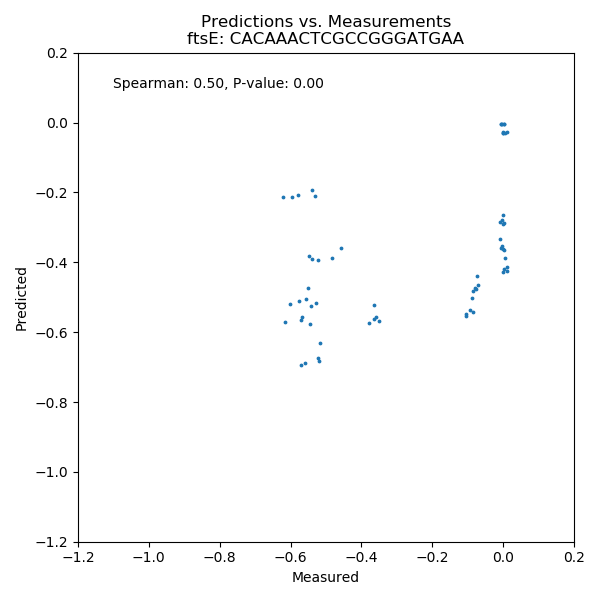 Predictions vs. Measurements
ftsE: CACAAACTCGCCGGGATGAA
Spearman: 0.50, P-value: 0.00
0.2
0.0
−0.2
−0.4
−0.6
−0.8
−1.0
−1.2
Predicted
−1.2 −1.0 −0.8 −0.6 −0.4 −0.2 0.0 0.2
Measured